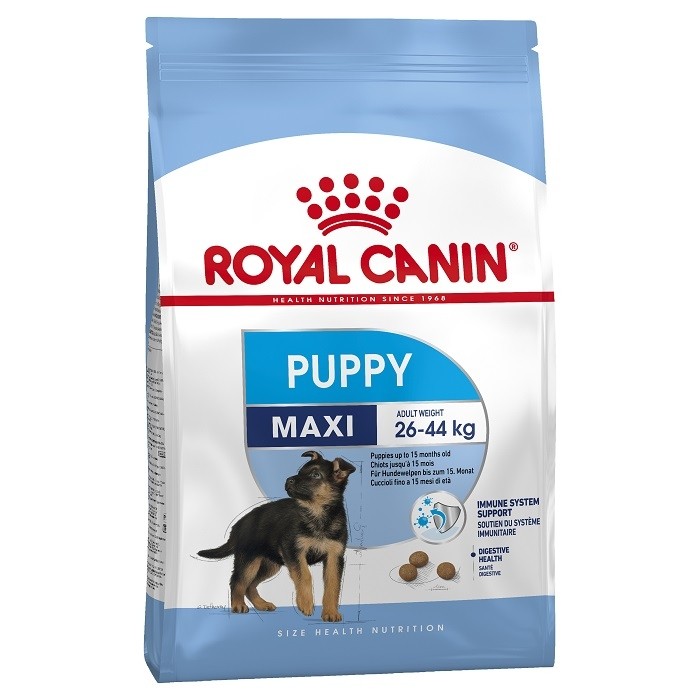 ROYAL CANIN®
HEALTH NUTRITION SINCE 1968
PUPPY
MAXI
ADULT WEIGHT
26-44 kg
Puppies up to 15 months old
Chiots jusqu'à 15 mois
Für Hundewelpen bis zum 15. Monat
Cuccioli fino a 15 mesi di età
IMMUNE SYSTEM
SUPPORT
SOUTIEN DU SYSTÈME
IMMUNITAIRE
DIGESTIVE
HEALTH
SANTÉ
DIGESTIVE
SIZE HEALTH NUTRITION